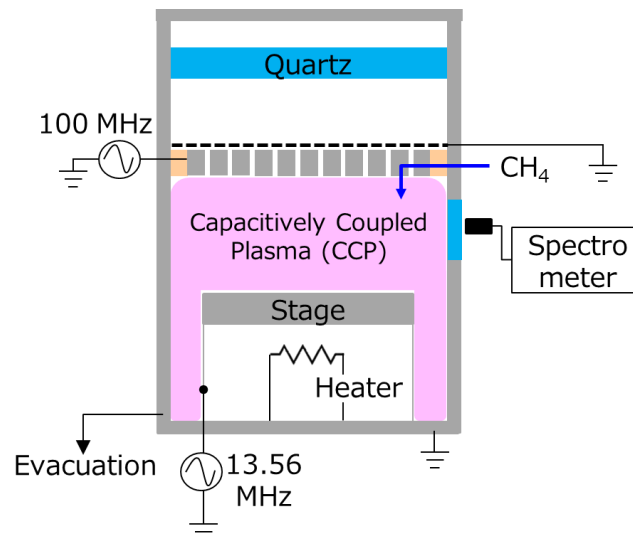 Quartz
100 MHz
CH4
Capacitively Coupled
Plasma (CCP)
Spectro
meter
Stage
Heater
Evacuation
13.56
MHz